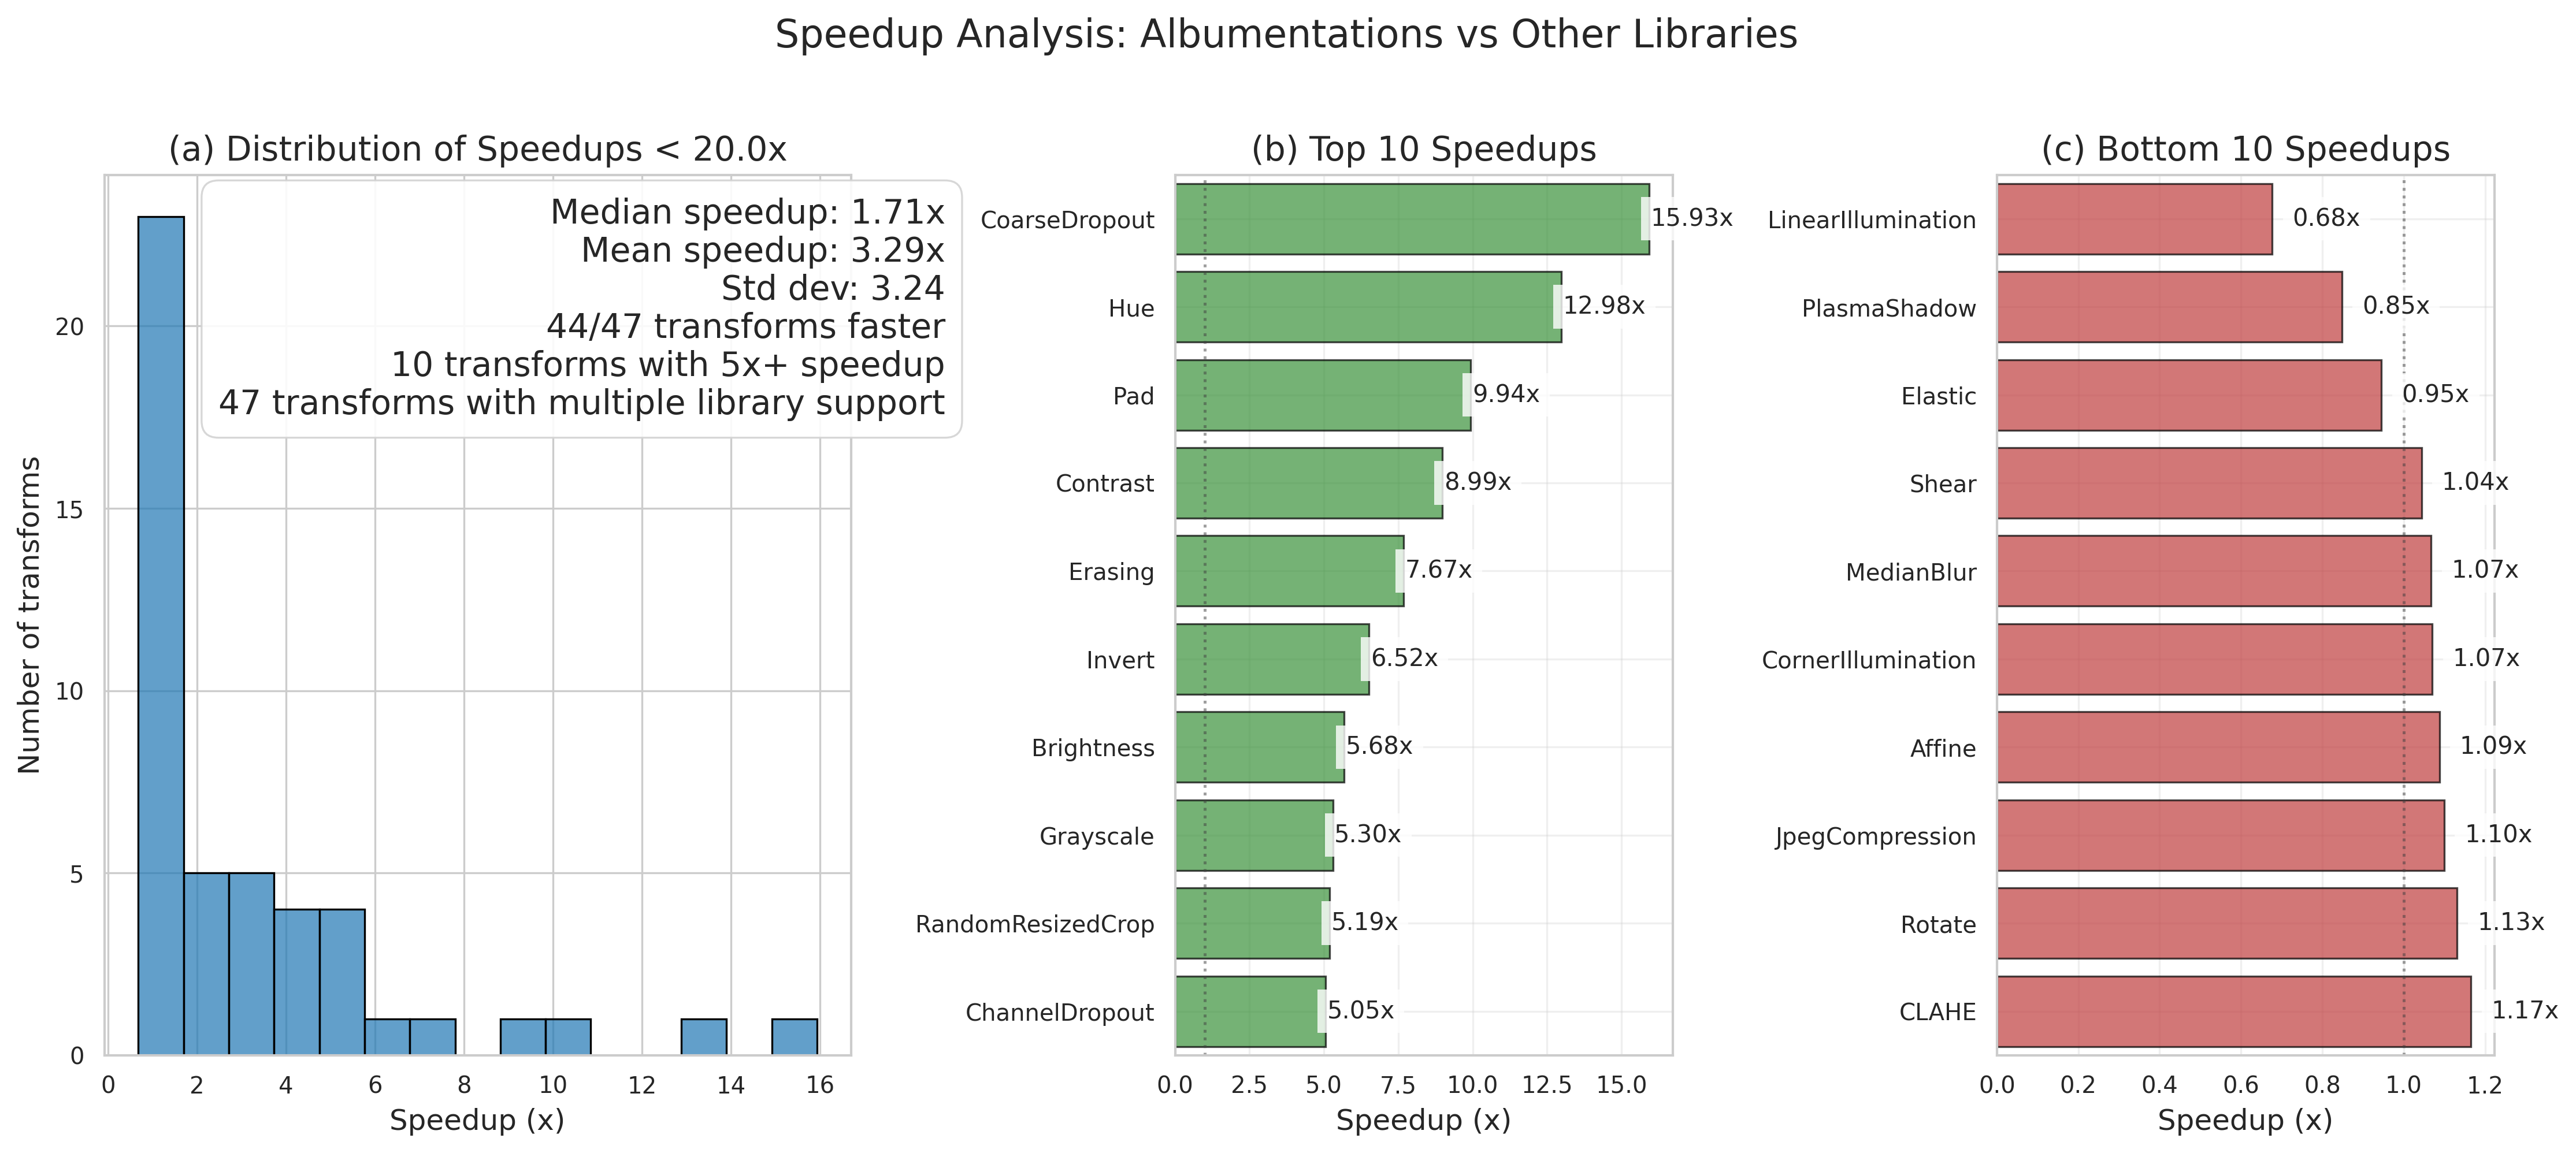 Speedup Analysis: Albumentations vs Other Libraries
(a) Distribution of Speedups < 20.0x
Median speedup: 1.71x
Mean speedup: 3.29x
Std dev: 3.24
44/47 transforms faster
10 transforms with 5x+ speedup
47 transforms with multiple library support
Number of transforms
20
15
10
5
0
0 2 4 6 8 10 12 14 16
Speedup (x)
(b) Top 10 Speedups
CoarseDropout 15.93x
Hue 12.98x
Pad 9.94x
Contrast 8.99x
Erasing 7.67x
Invert 6.52x
Brightness 5.68x
Grayscale 5.30x
RandomResizedCrop 5.19x
ChannelDropout 5.05x
0.0 2.5 5.0 7.5 10.0 12.5 15.0
Speedup (x)
(c) Bottom 10 Speedups
LinearIllumination 0.68x
PlasmaShadow 0.85x
Elastic 0.95x
Shear 1.04x
MedianBlur 1.07x
CornerIllumination 1.07x
Affine 1.09x
JpegCompression 1.10x
Rotate 1.13x
CLAHE 1.17x
0.0 0.2 0.4 0.6 0.8 1.0 1.2
Speedup (x)